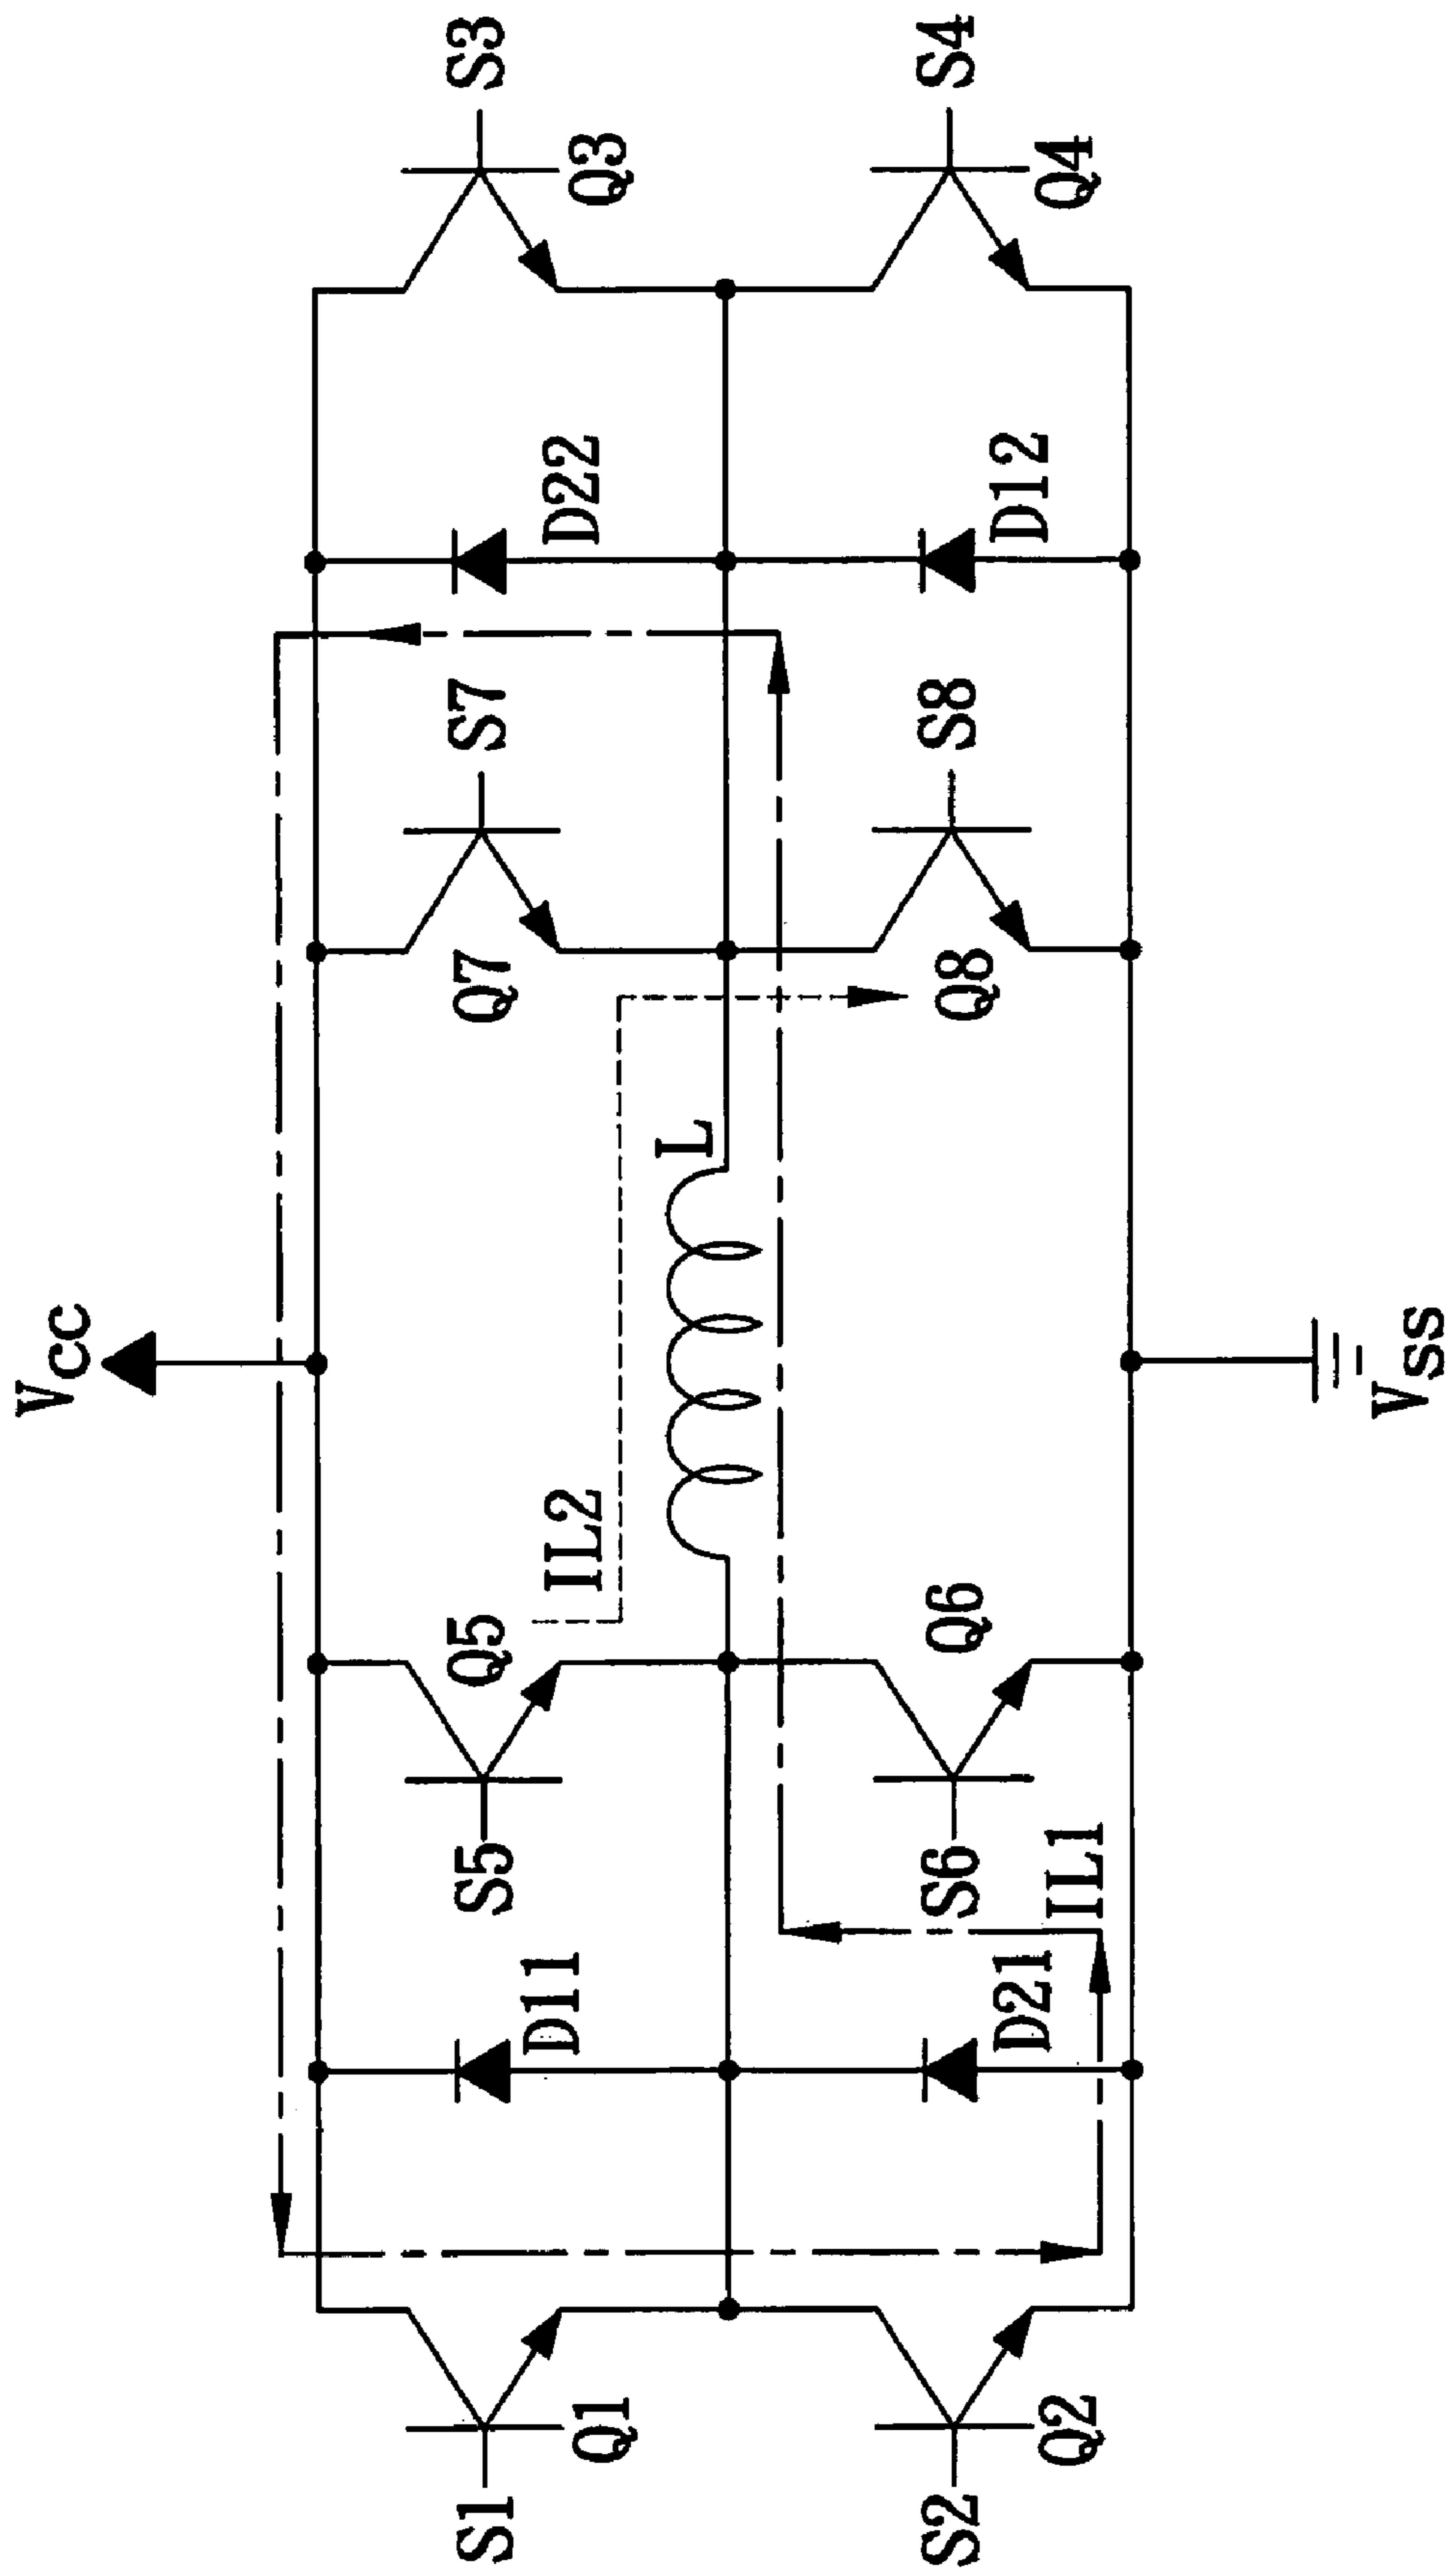 VCC
S1
Q1
D11
S5
Q5
IL2
L
Q7
S7
D22
Q3
S3
S2
Q2
D21
IL1
S6
Q6
Q8
S8
D12
Q4
S4
VSS